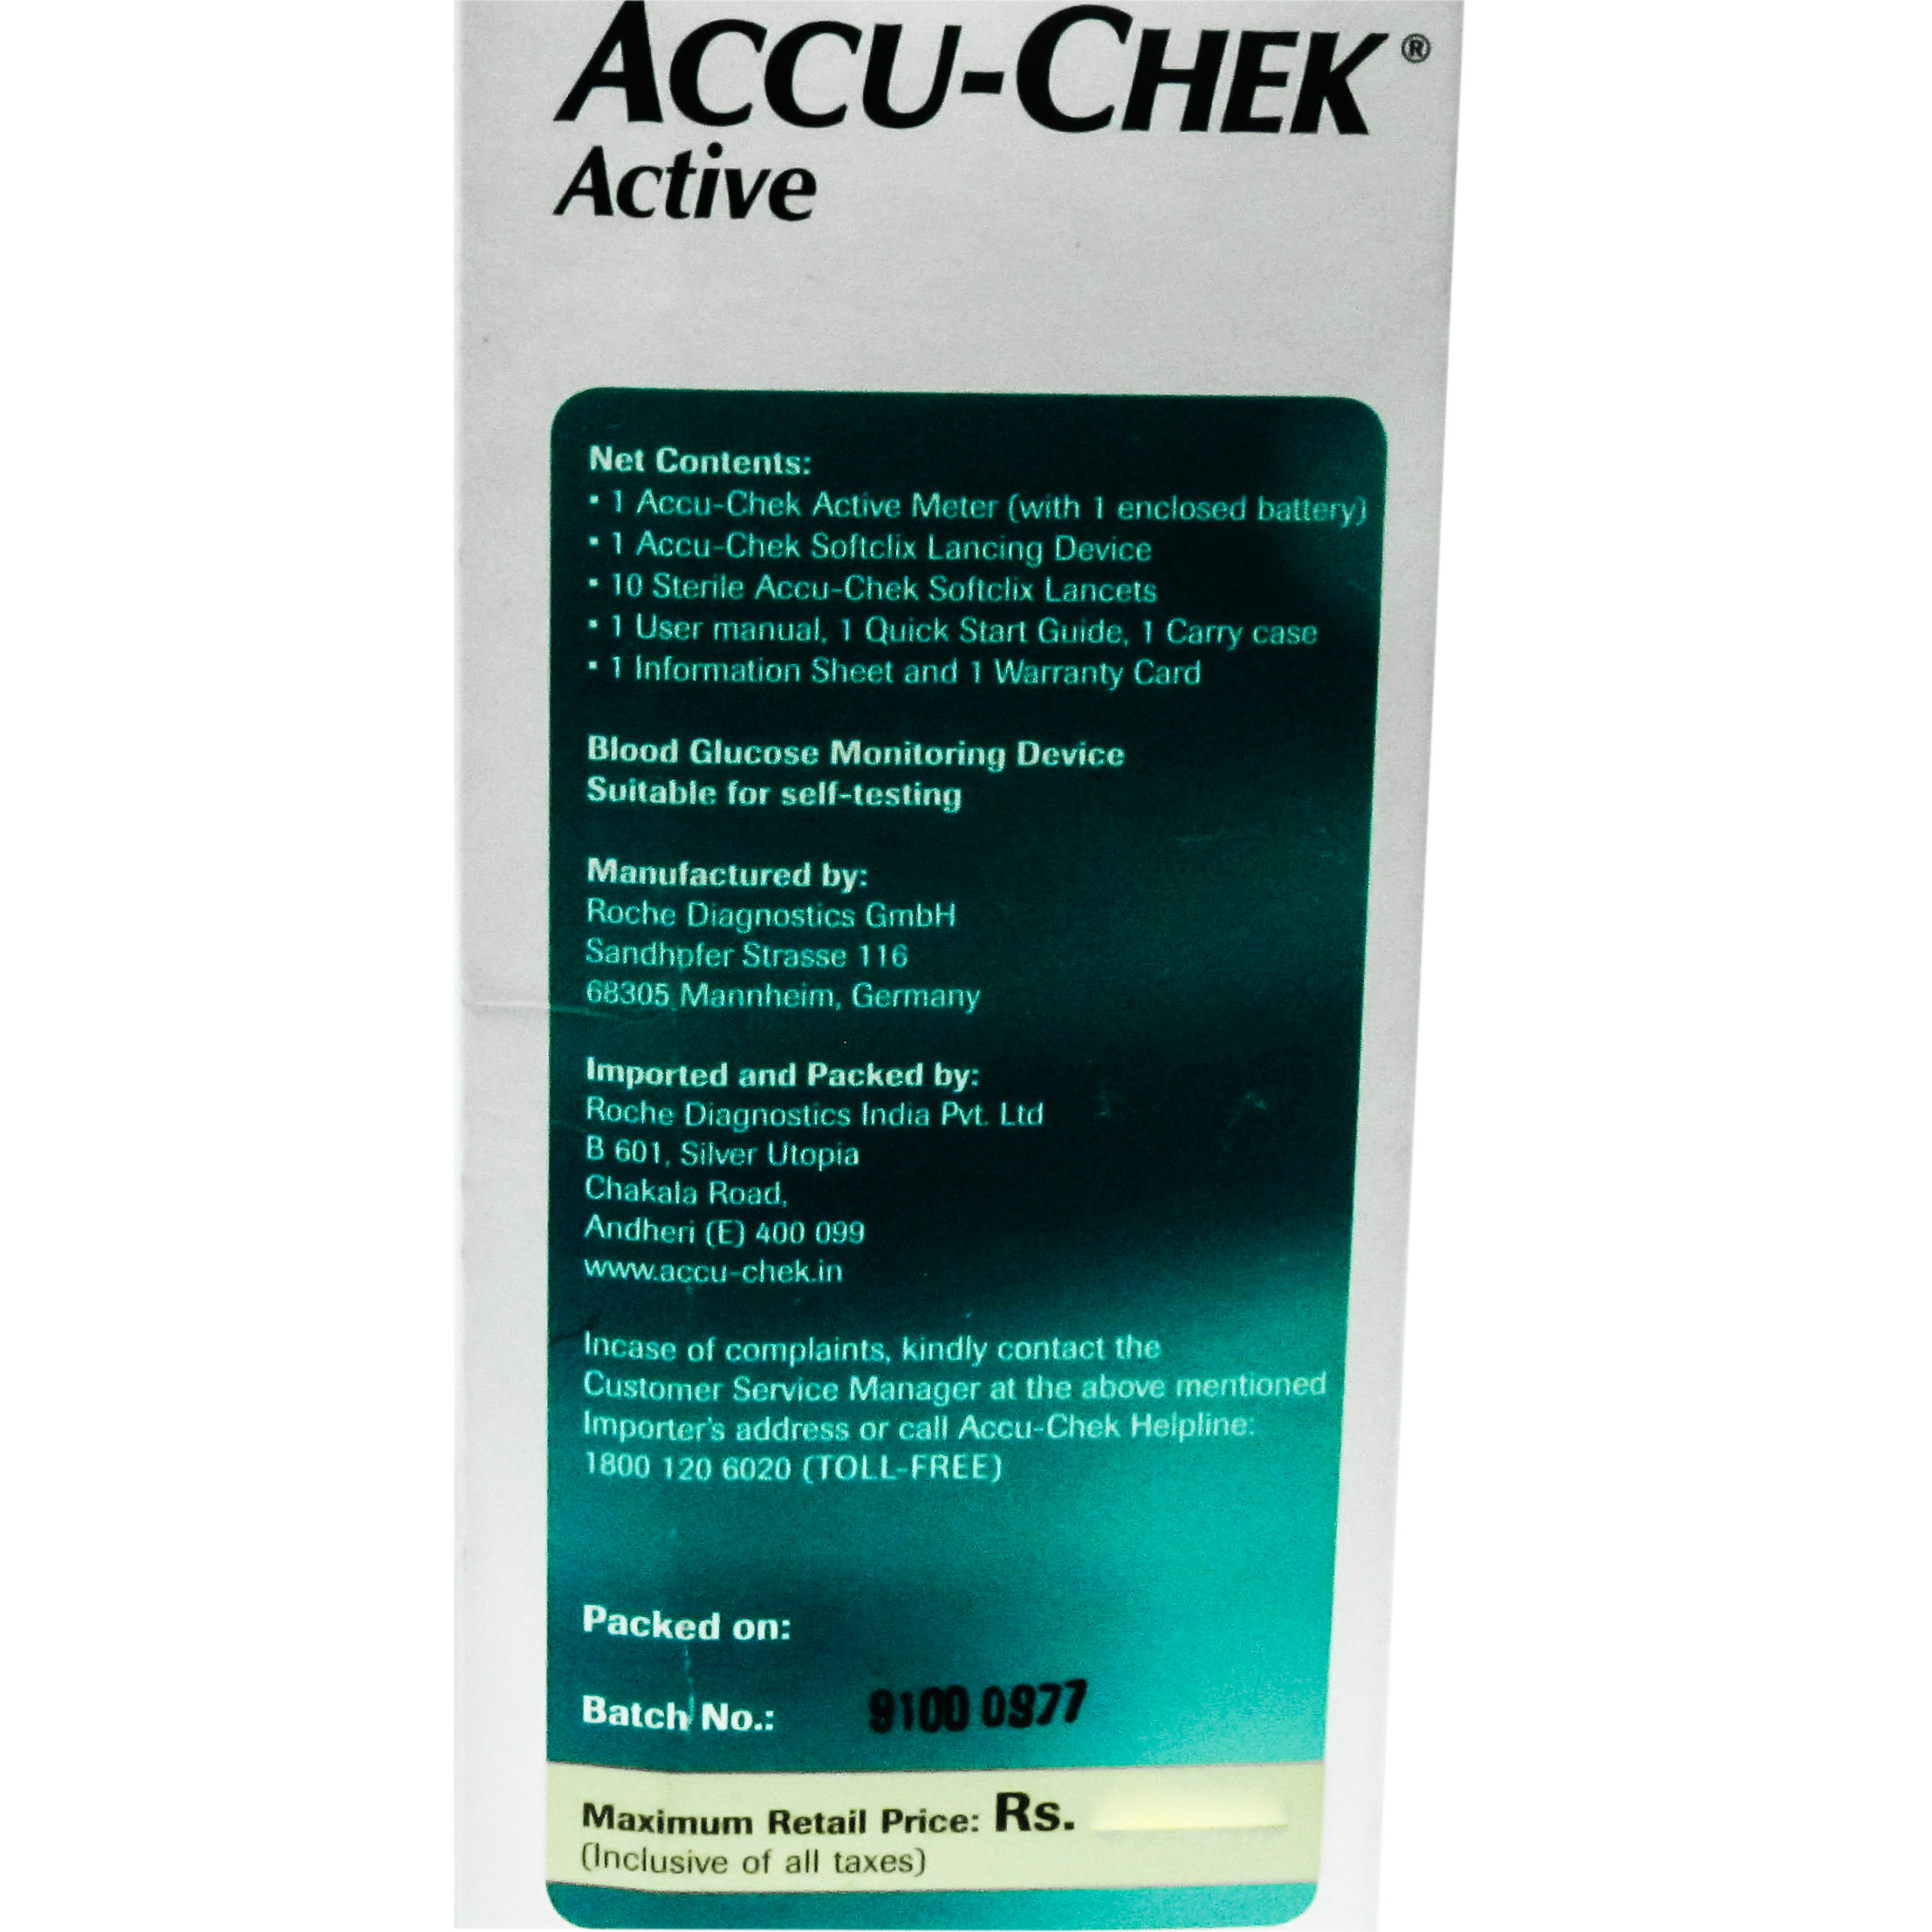 ACCU-CHEK®
Active
Net Contents:
▪ 1 Accu-Chek Active Meter (with 1 enclosed battery)
▪ 1 Accu-Chek Softclix Lancing Device
▪ 10 Sterile Accu-Chek Softclix Lancets
▪ 1 User manual, 1 Quick Start Guide, 1 Carry case
▪ 1 Information Sheet and 1 Warranty Card
Blood Glucose Monitoring Device
Suitable for self-testing
Manufactured by:
Roche Diagnostics GmbH
Sandhpfer Strasse 116
68305 Mannheim, Germany
Imported and Packed by:
Roche Diagnostics India Pvt. Ltd
B 601, Silver Utopia
Chakala Road,
Andheri (E) 400 099
www.accu-chek.in
Incase of complaints, kindly contact the
Customer Service Manager at the above mentioned
Importer's address or call Accu-Chek Helpline:
1800 120 6020 (TOLL-FREE)
Packed on:
Batch No.: 9100 0977
Maximum Retail Price: Rs.
(Inclusive of all taxes)